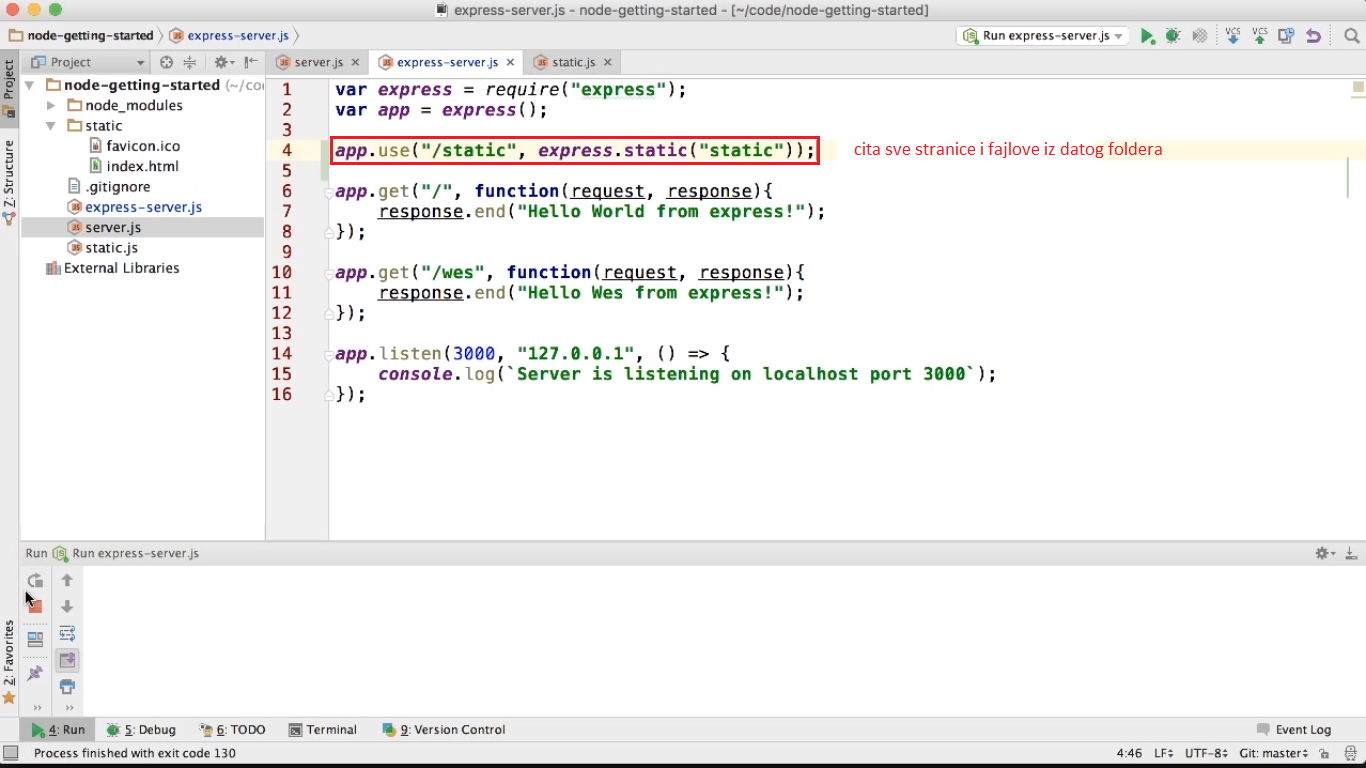 express-server.js - node-getting-started - [~/code/node-getting-started]
node-getting-started
express-server.js
Run express-server.js
VCS
VCS
Project
server.js
express-server.js
static.js
Project
Z: Structure
2: Favorites
node-getting-started (~/co
node_modules
static
favicon.ico
index.html
.gitignore
express-server.js
server.js
static.js
External Libraries
1 var express = require("express");
2 var app = express();
3
4 app.use("/static", express.static("static"));
cita sve stranice i fajlove iz datog foldera
5
6 app.get("/", function(request, response){
7 response.end("Hello World from express!");
8 });
9
10 app.get("/wes", function(request, response){
11 response.end("Hello Wes from express!");
12 });
13
14 app.listen(3000, "127.0.0.1", () => {
15 console.log(`Server is listening on localhost port 3000`);
16 });
Run Run express-server.js
4: Run
5: Debug
6: TODO
Terminal
9: Version Control
Event Log
Process finished with exit code 130
4:46
LF
UTF-8
Git: master